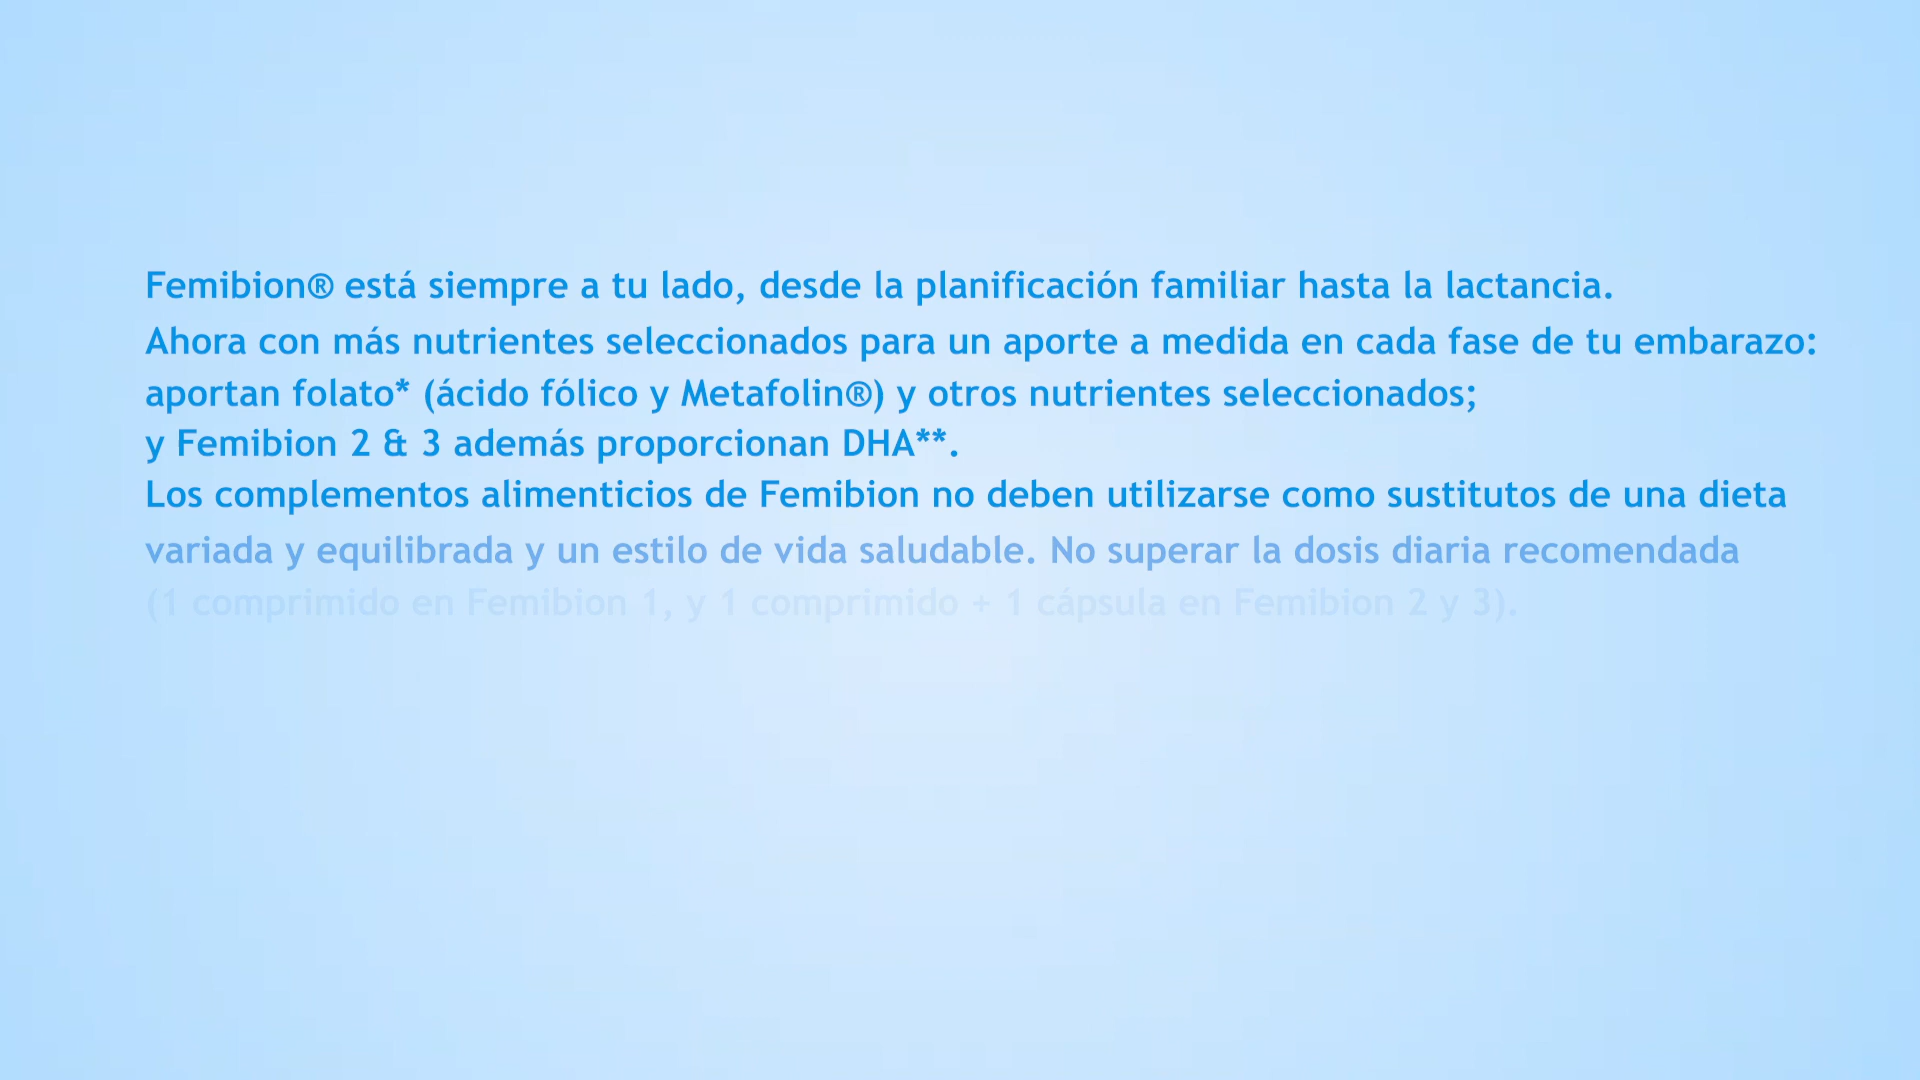 Femibion® está siempre a tu lado, desde la planificación familiar hasta la lactancia.
Ahora con más nutrientes seleccionados para un aporte a medida en cada fase de tu embarazo:
aportan folato* (ácido fólico y Metafolin®) y otros nutrientes seleccionados;
y Femibion 2 & 3 además proporcionan DHA**.
Los complementos alimenticios de Femibion no deben utilizarse como sustitutos de una dieta
variada y equilibrada y un estilo de vida saludable. No superar la dosis diaria recomendada
(1 comprimido en Femibion 1, y 1 comprimido + 1 cápsula en Femibion 2 y 3).